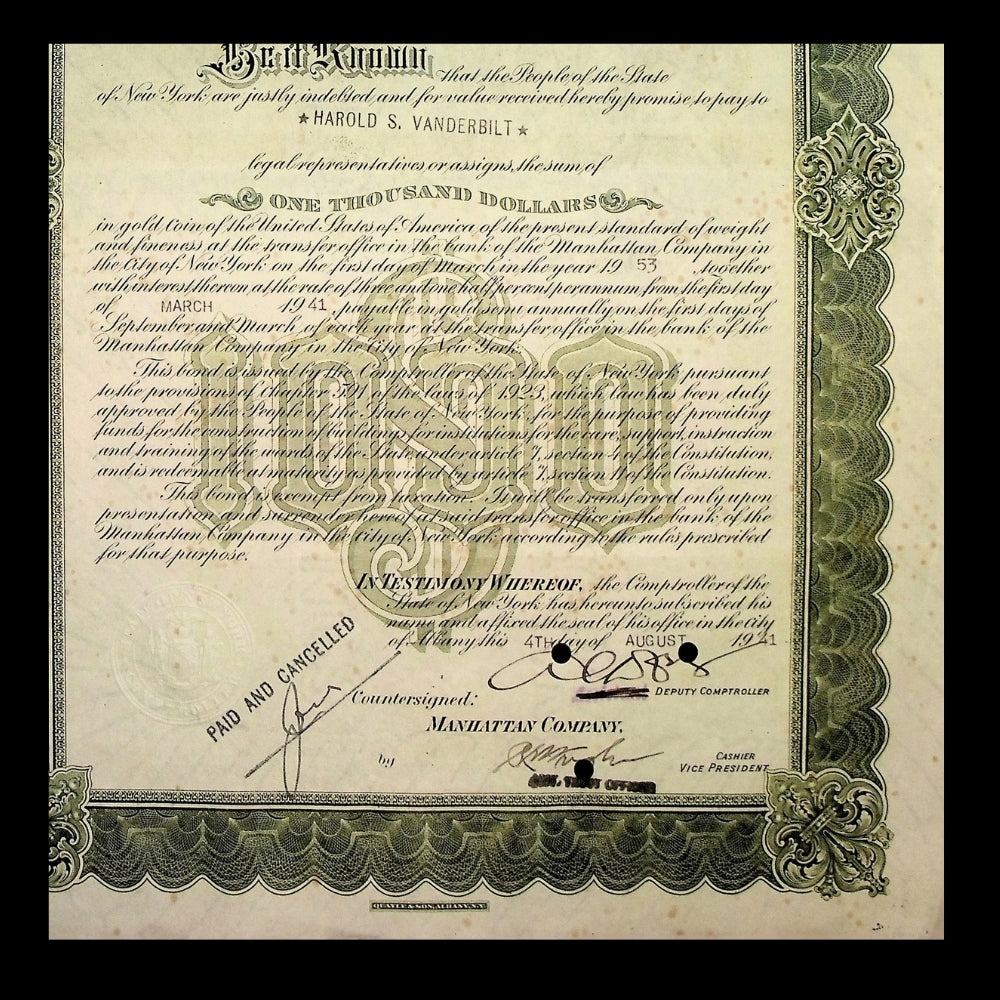 Be it Known
that the People of the State
of New York are justly indebted and for value received hereby promise to pay to
★HAROLD S. VANDERBILT★
legal representatives or assigns, the sum of
ONE THOUSAND DOLLARS
in gold coin of the United States of America, of the present standard of weight
and fineness at the transfer office in the bank of the Manhattan Company in
the City of New York on the first day of March in the year 19 53 , together
with interest thereon at the rate of three and one half per cent per annum, from the first day
of MARCH 19 41, payable in gold semi annually on the first days of
September and March, of each year, at the transfer office in the bank of the
Manhattan Company, in the City of New York.
This bond is issued by the Comptroller of the State of New York pursuant
to the provisions of chapter 591 of the laws of 1923, which law has been duly
approved by the People of the State of New York, for the purpose of providing
funds for the construction of buildings for institutions for the care, support, instruction
and training of the wards of the State under article 7, section 4 of the Constitution,
and is redeemable at maturity as provided by article 7, section 11 of the Constitution.
This bond is exempt from taxation. It will be transferred only upon
presentation and surrender hereof at said transfer office in the bank of the
Manhattan Company in the city of New York according to the rules prescribed
for that purpose.
1000
IN TESTIMONY WHEREOF, the Comptroller of the
State of New York has hereunto subscribed his
name and affixed the seal of his office in the City
of Albany this 4TH day of AUGUST 19 41
PAID AND CANCELLED
DEPUTY COMPTROLLER
Countersigned:
MANHATTAN COMPANY,
by
CASHIER
VICE PRESIDENT
TRUST OFFICER
QUAYLE & SON, ALBANY, N.Y.